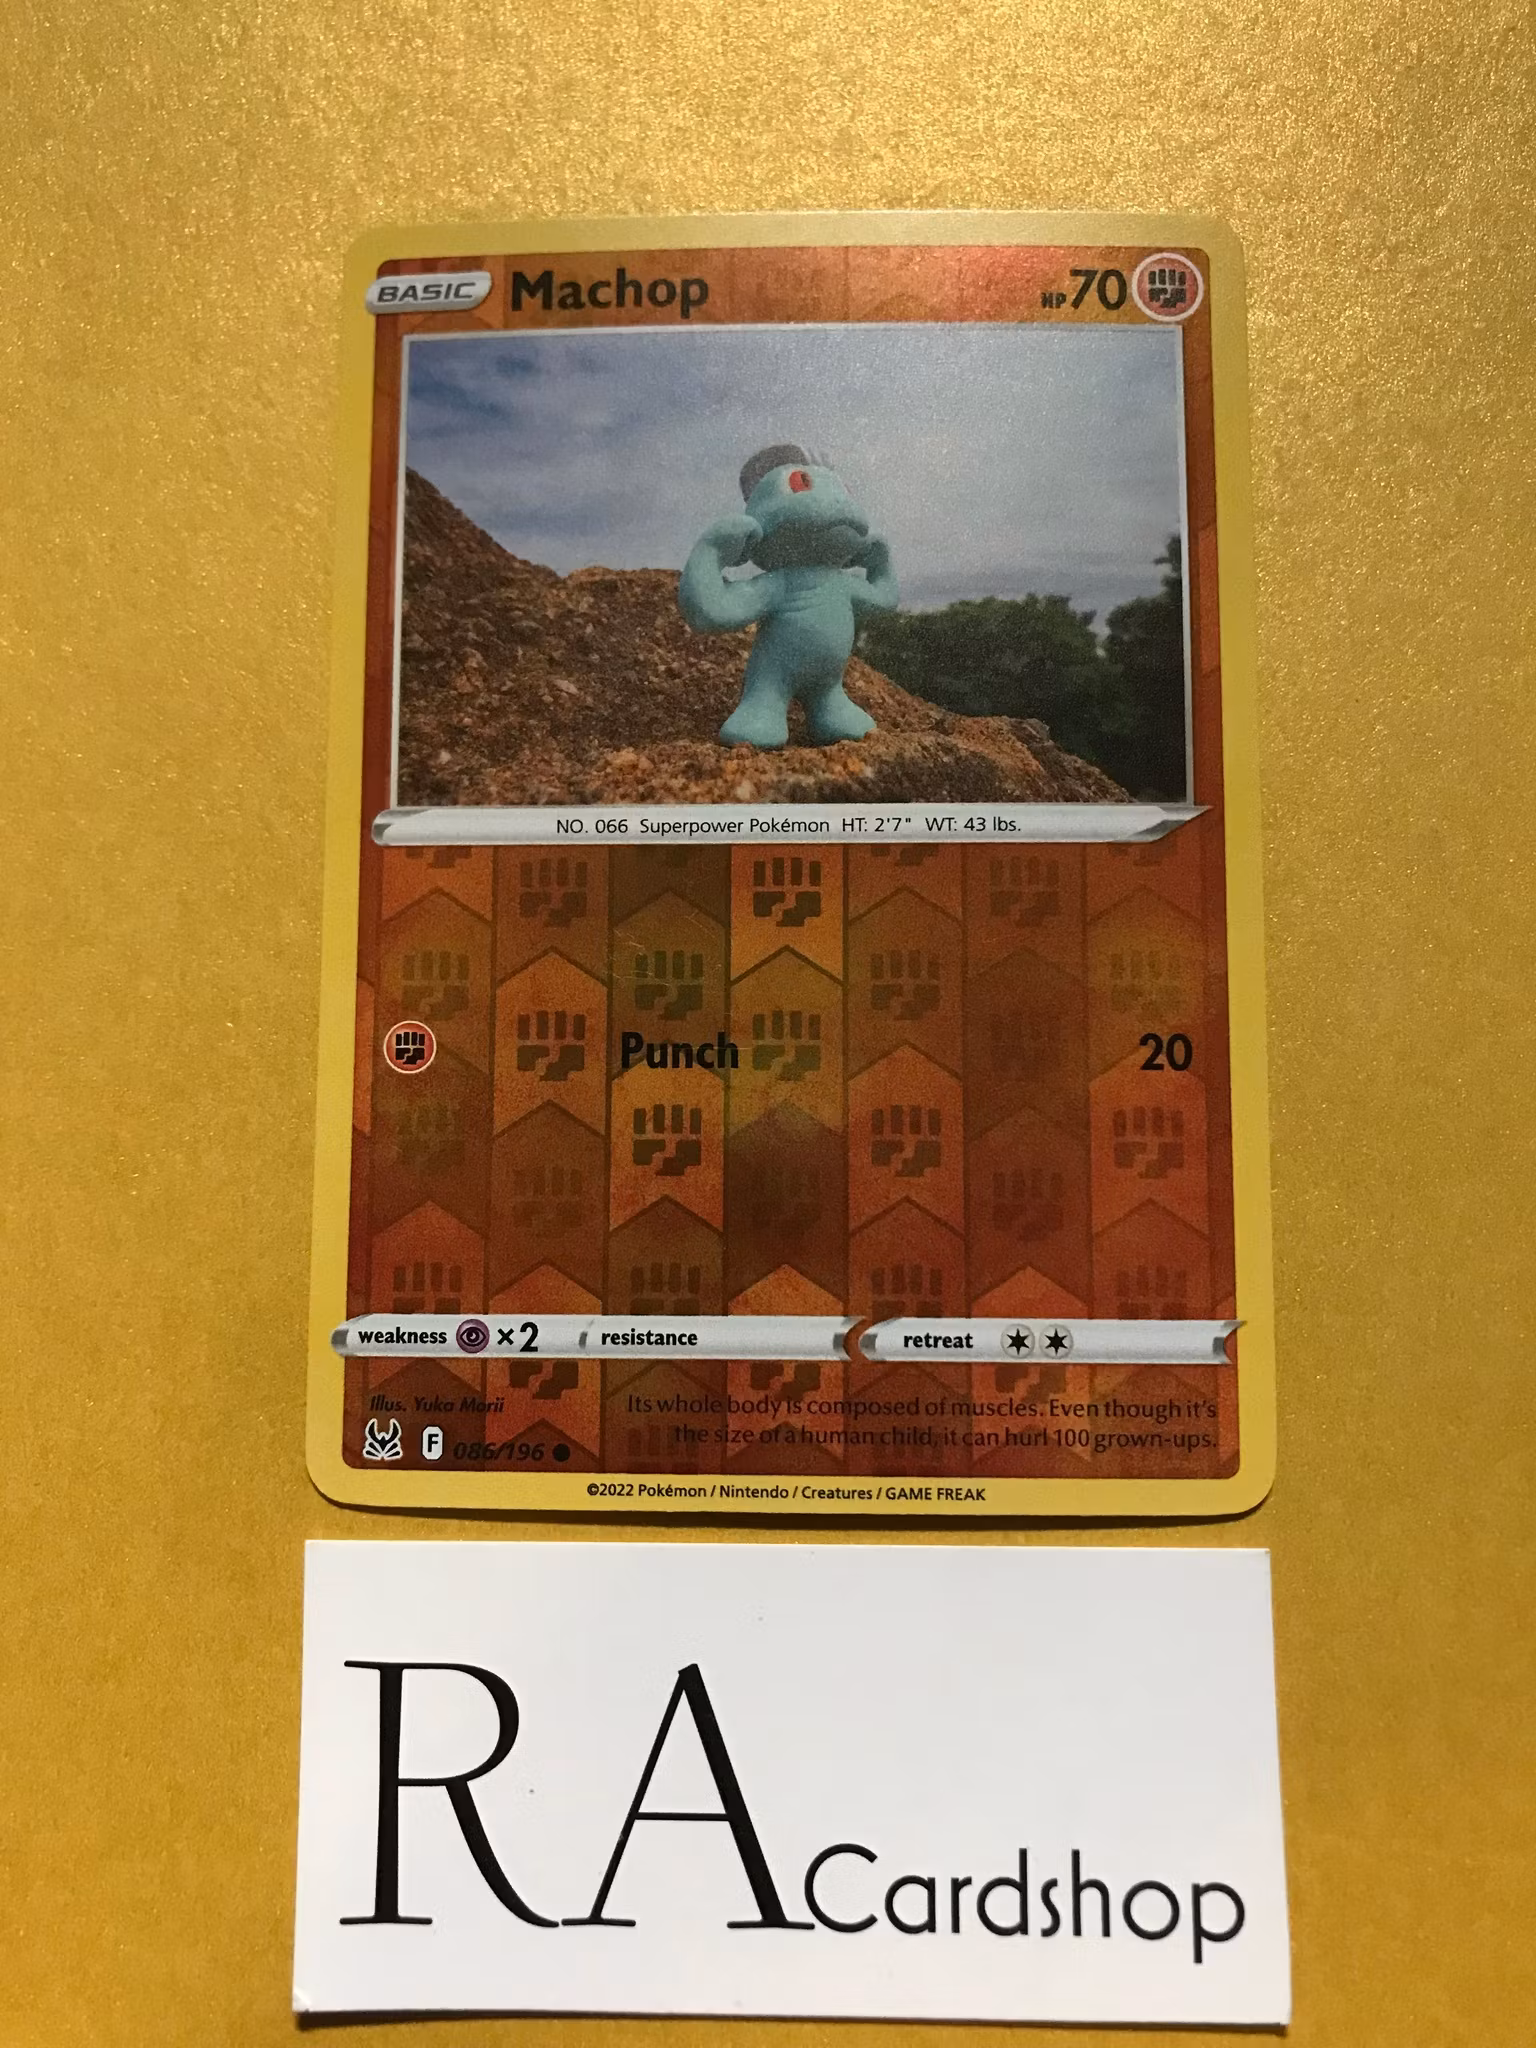 BASIC Machop HP 70
NO. 066 Superpower Pokémon HT: 2'7" WT: 43 lbs.
Punch 20
weakness ×2 resistance retreat
Illus. Yuka Morii
Its whole body is composed of muscles. Even though it's
the size of a human child, it can hurl 100 grown-ups.
F 086/196
©2022 Pokémon / Nintendo / Creatures / GAME FREAK
RA Cardshop